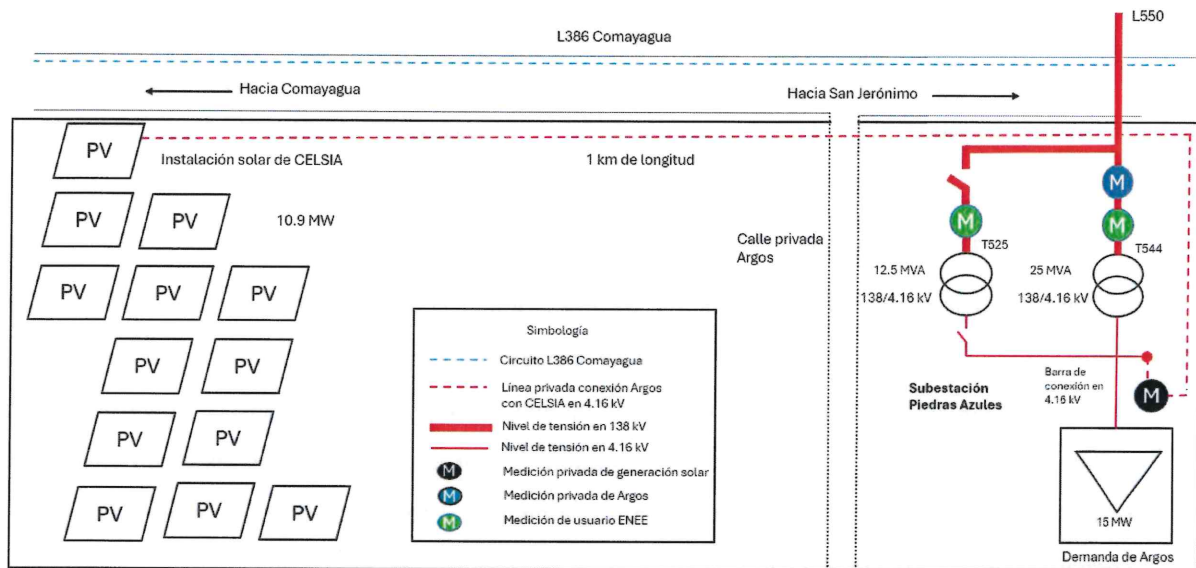 L550
L386 Comayagua
Hacia Comayagua
Hacia San Jerónimo
PV
Instalación solar de CELSIA
1 km de longitud
M
PV
PV
10.9 MW
M
M
Calle privada
Argos
T525
T544
PV
PV
PV
12.5 MVA
25 MVA
138/4.16 kV
138/4.16 kV
Simbología
Circuito L386 Comayagua
Línea privada conexión Argos
con CELSIA en 4.16 kV
Nivel de tensión en 138 kV
Nivel de tensión en 4.16 kV
M
Medición privada de generación solar
M
Medición privada de Argos
M
Medición de usuario ENEE
PV
PV
Subestación
Piedras Azules
Barra de
conexión en
4.16 kV
M
PV
PV
PV
PV
PV
15 MW
Demanda de Argos